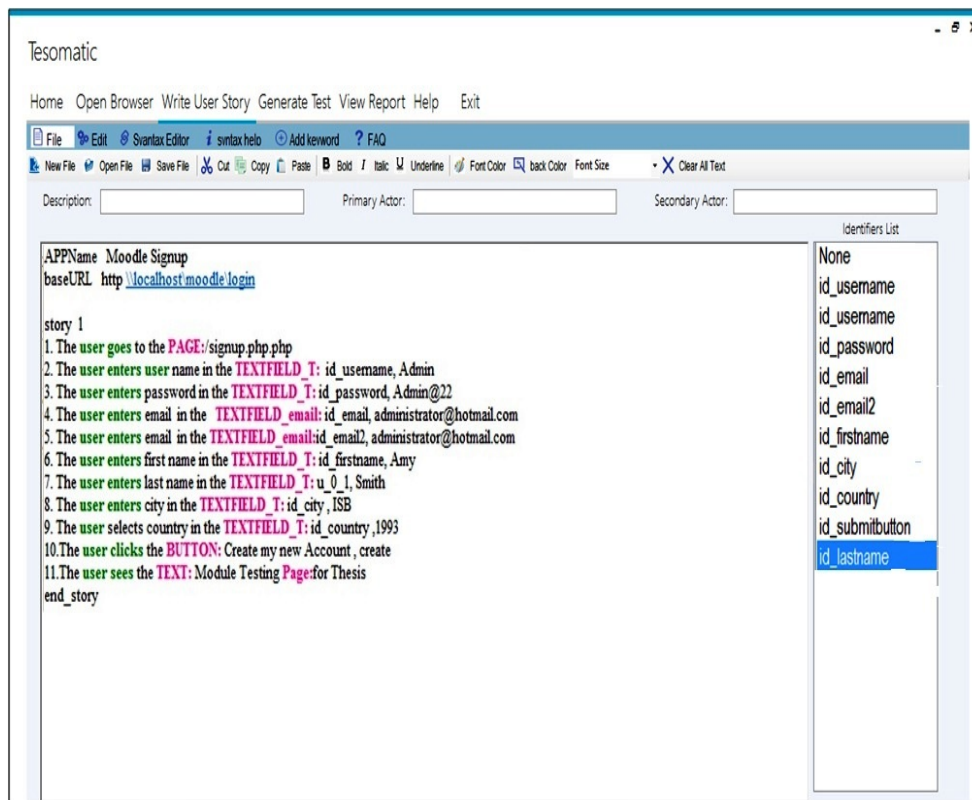 Tesomatic
Home Open Browser Write User Story Generate Test View Report Help Exit
File Edit Svantax Editor i svntax helo Add kevword ? FAQ
New File Open File Save File Cut Copy Paste B Bold I Italic U Underline Font Color back Color Font Size Clear All Text
Description: Primary Actor: Secondary Actor:
Identifiers List
APPName Moodle Signup
baseURL http \\localhost\moodle\login
story 1
1. The user goes to the PAGE:/signup.php.php
2. The user enters user name in the TEXTFIELD_T: id_username, Admin
3. The user enters password in the TEXTFIELD_T: id_password, Admin@22
4. The user enters email in the TEXTFIELD_email: id_email, administrator@hotmail.com
5. The user enters email in the TEXTFIELD_email:id_email2, administrator@hotmail.com
6. The user enters first name in the TEXTFIELD_T: id_firstname, Amy
7. The user enters last name in the TEXTFIELD_T: u_0_1, Smith
8. The user enters city in the TEXTFIELD_T: id_city , ISB
9. The user selects country in the TEXTFIELD_T: id_country ,1993
10.The user clicks the BUTTON: Create my new Account , create
11.The user sees the TEXT: Module Testing Page:for Thesis
end_story
None
id_username
id_username
id_password
id_email
id_email2
id_firstname
id_city
id_country
id_submitbutton
id_lastname